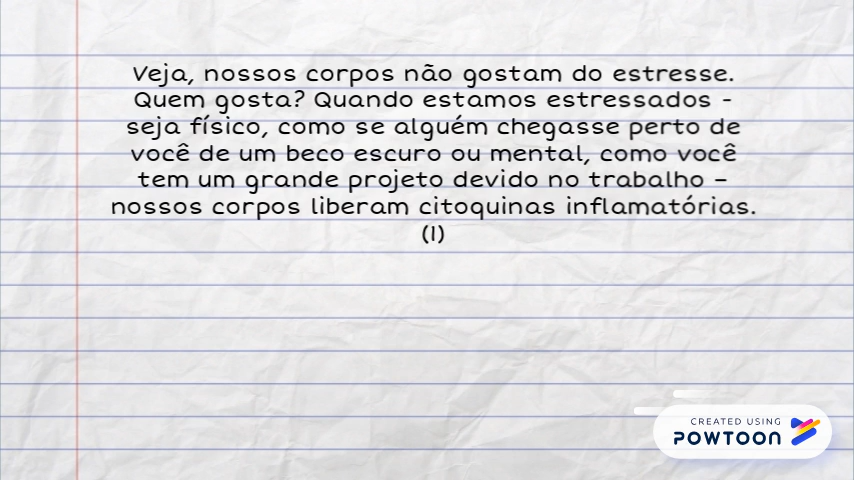 Veja, nossos corpos não gostam do estresse.
Quem gosta? Quando estamos estressados -
seja físico, como se alguém chegasse perto de
você de um beco escuro ou mental, como você
tem um grande projeto devido no trabalho –
nossos corpos liberam citoquinas inflamatórias.
(1)
CREATED USING
POWTOON